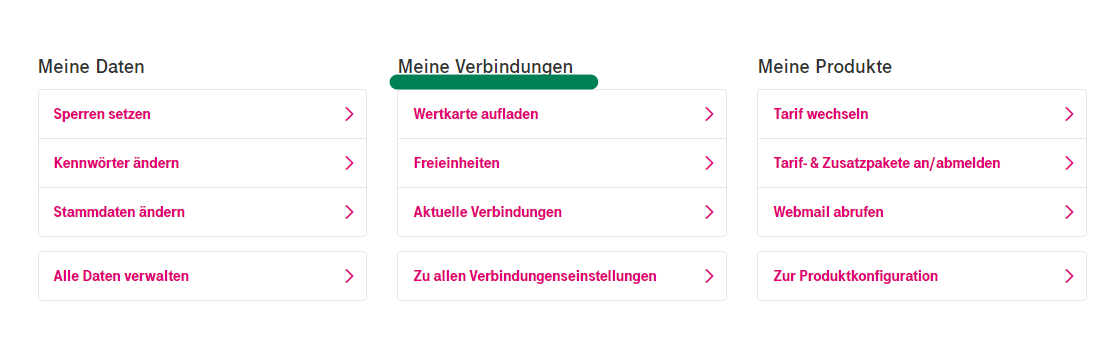 Meine Daten
Sperren setzen
Kennwörter ändern
Stammdaten ändern
Alle Daten verwalten
Meine Verbindungen
Wertkarte aufladen
Freieinheiten
Aktuelle Verbindungen
Zu allen Verbindungenseinstellungen
Meine Produkte
Tarif wechseln
Tarif- & Zusatzpakete an/abmelden
Webmail abrufen
Zur Produktkonfiguration